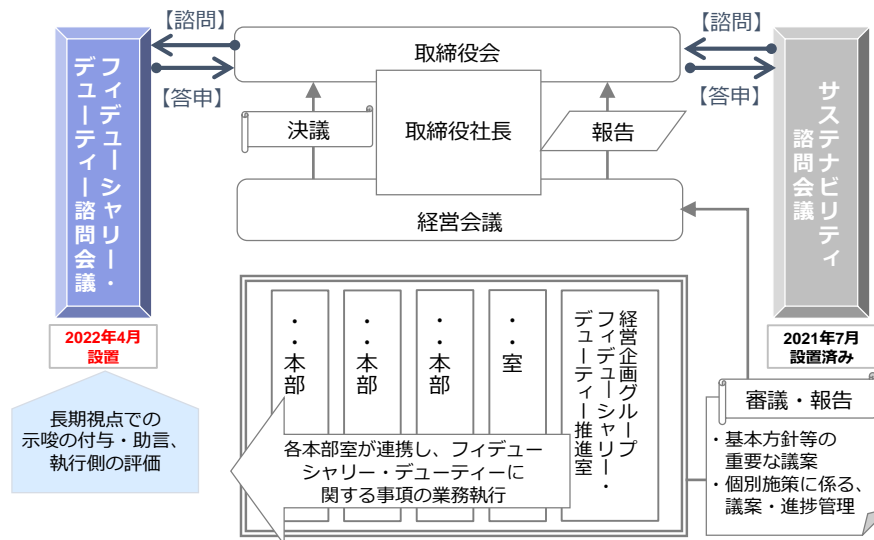 【諮問】
【諮問】
取締役会
【答申】
【答申】
フィデューシャリー・
デューティー諮問会議
サステナビリティ
諮問会議
決議
取締役社長
報告
経営会議
2022年4月
設置
2021年7月
設置済み
・・本部
・・本部
・・本部
・・室
経営企画グループ
フィデューシャリー・
デューティー推進室
長期視点での
示唆の付与・助言、
執行側の評価
各本部室が連携し、フィデュー
シャリー・デューティーに
関する事項の業務執行
審議・報告
・基本方針等の
重要な議案
・個別施策に係る、
議案・進捗管理